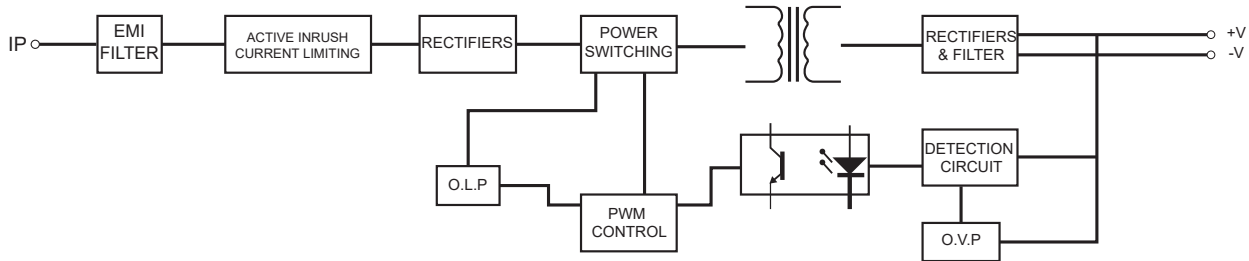 IP
EMI
FILTER
ACTIVE INRUSH
CURRENT LIMITING
RECTIFIERS
POWER
SWITCHING
RECTIFIERS
& FILTER
+V
-V
O.L.P
PWM
CONTROL
DETECTION
CIRCUIT
O.V.P